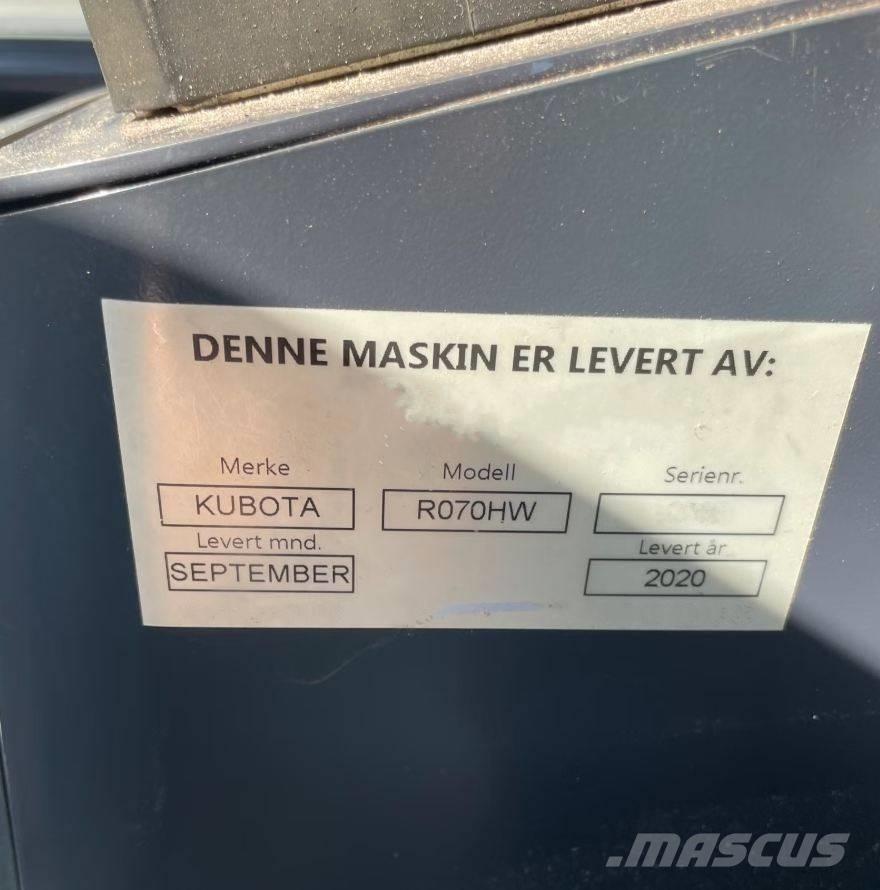 DENNE MASKIN ER LEVERT AV:
Merke Modell Serienr.
KUBOTA R070HW
Levert mnd. Levert år
SEPTEMBER 2020
.mascus